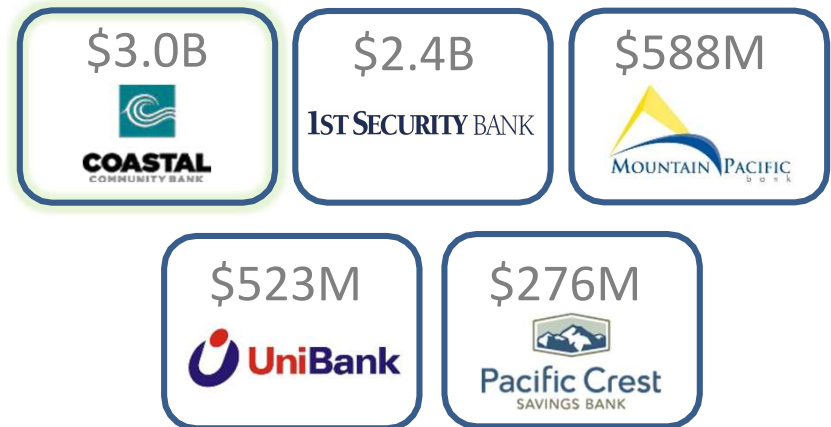 $3.0B
COASTAL
COMMUNITY BANK
$2.4B
1ST SECURITY BANK
$588M
MOUNTAIN PACIFIC
bank
$523M
UniBank
$276M
Pacific Crest
SAVINGS BANK